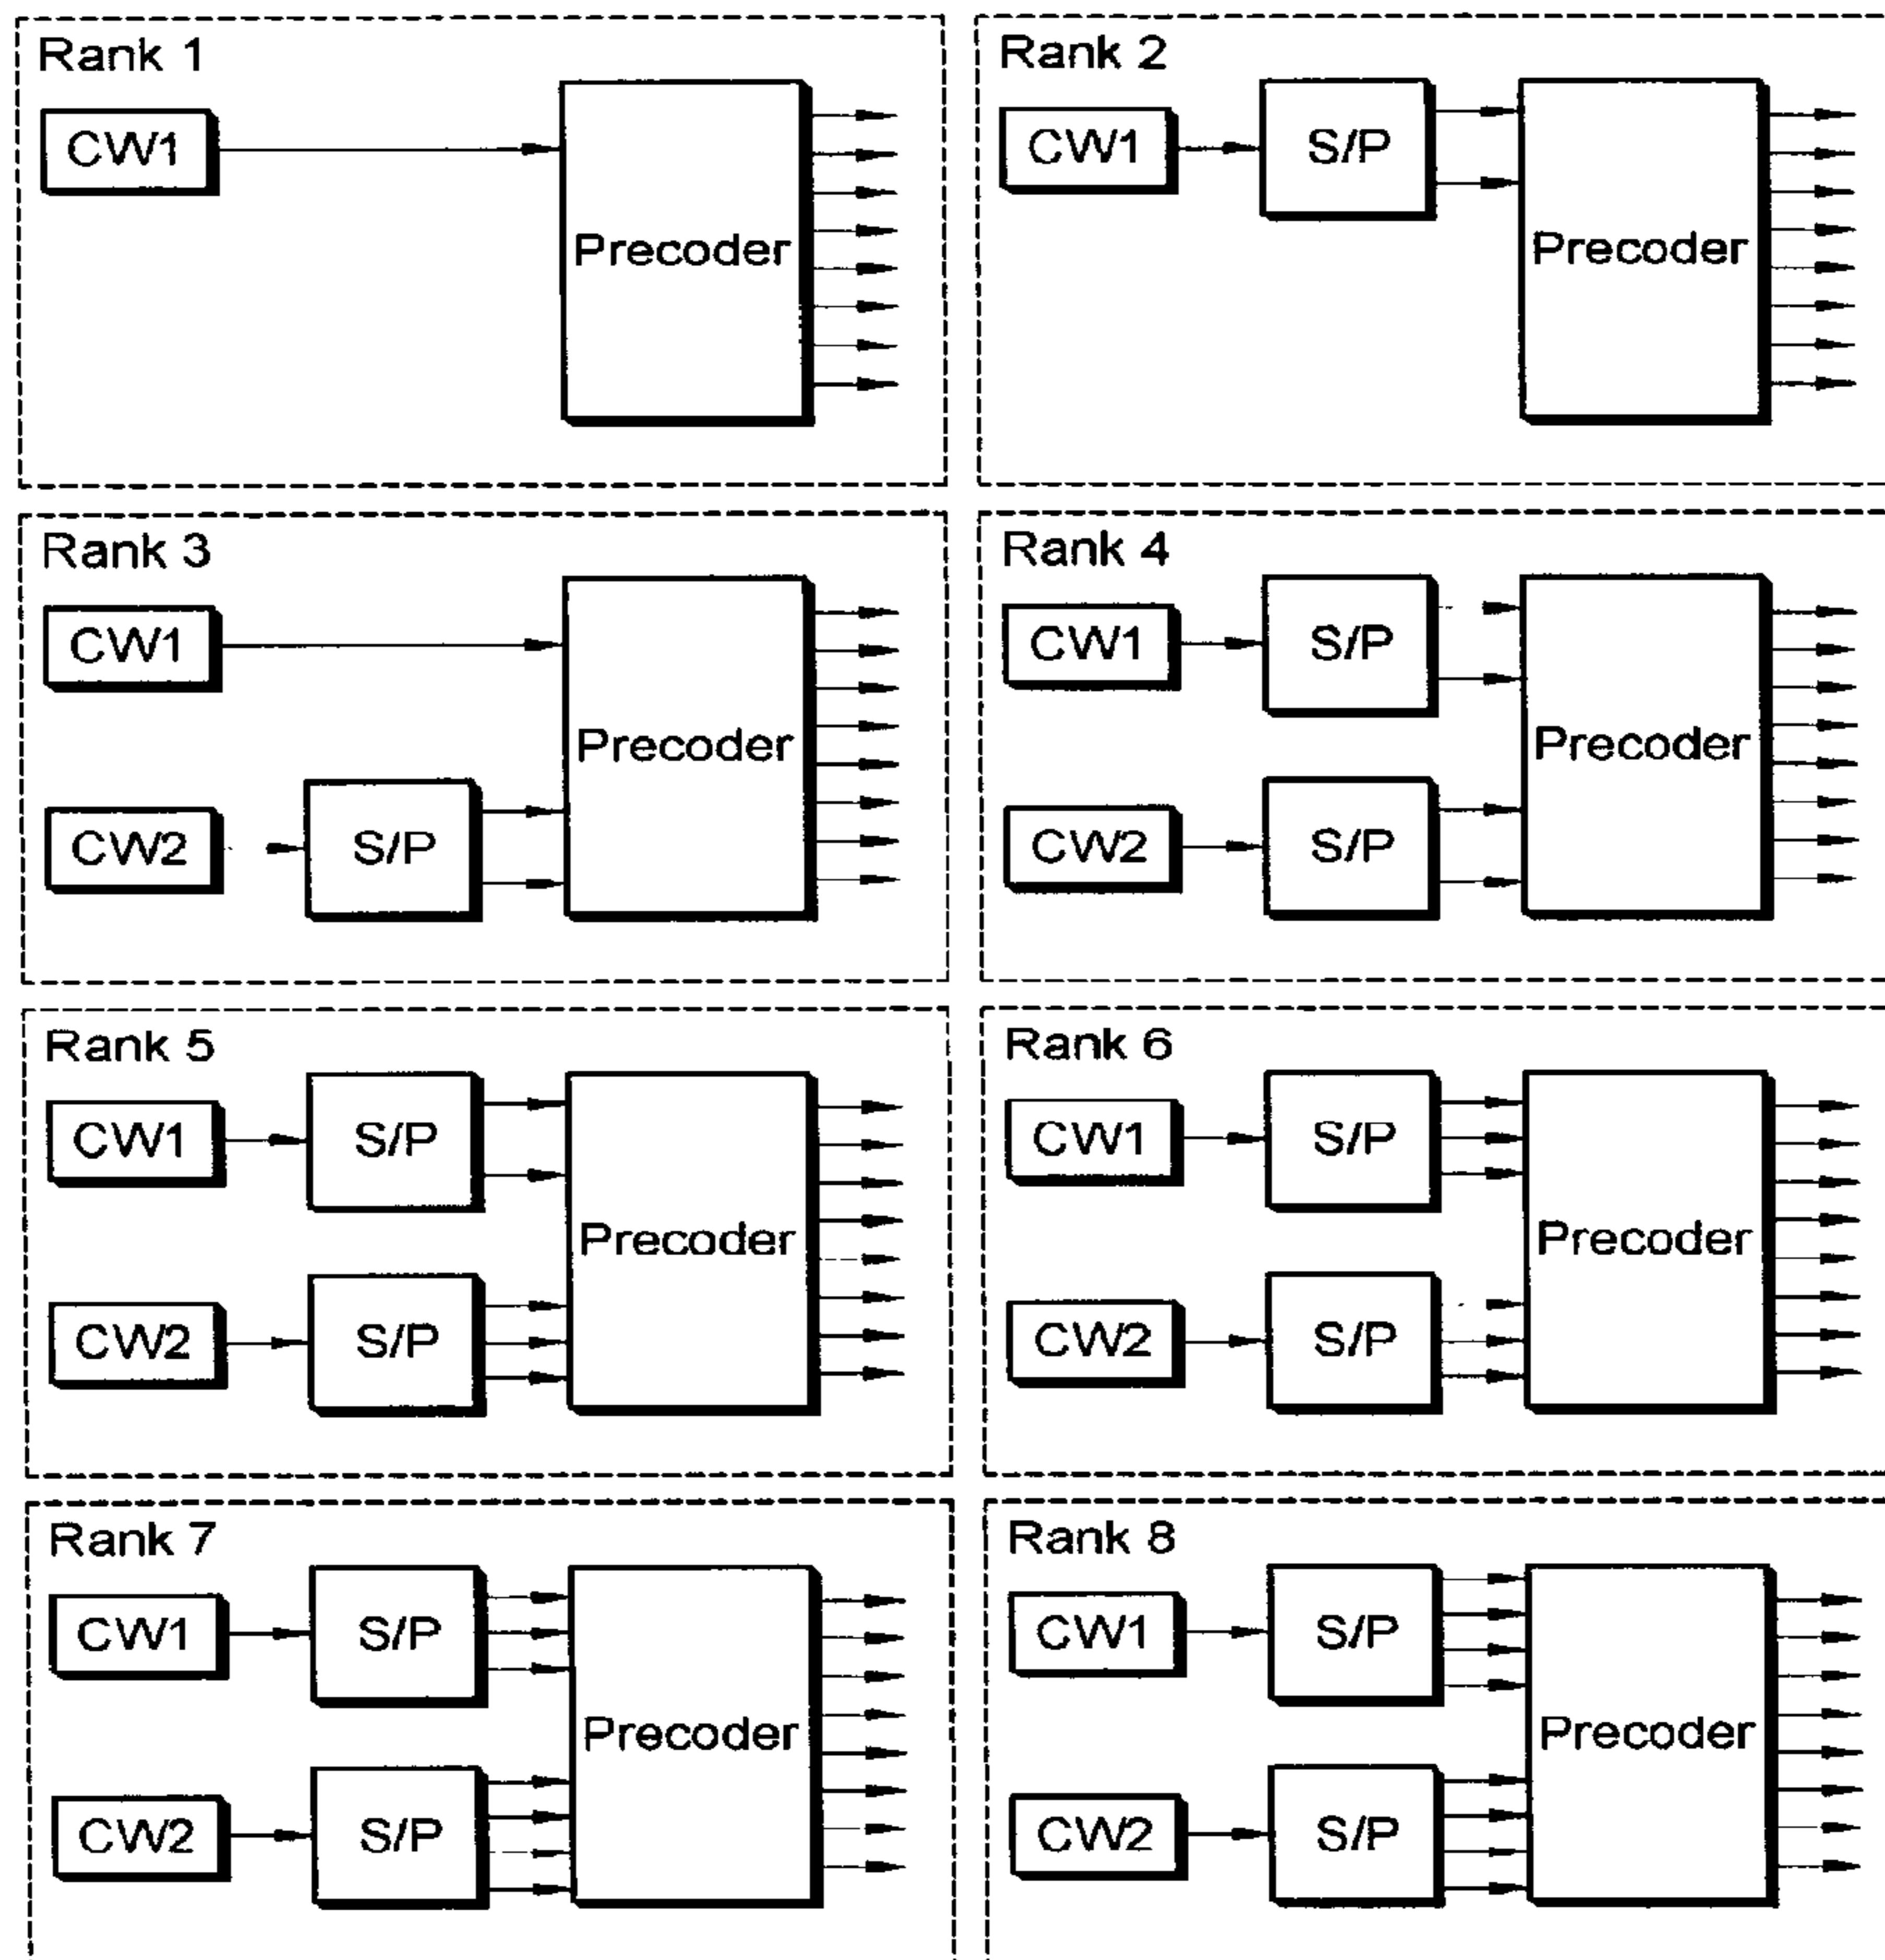 Rank 1
CW1
Precoder
Rank 2
CW1
S/P
Precoder
Rank 3
CW1
Precoder
CW2
S/P
Rank 4
CW1
S/P
Precoder
CW2
S/P
Rank 5
CW1
S/P
Precoder
CW2
S/P
Rank 6
CW1
S/P
Precoder
CW2
S/P
Rank 7
CW1
S/P
Precoder
CW2
S/P
Rank 8
CW1
S/P
Precoder
CW2
S/P